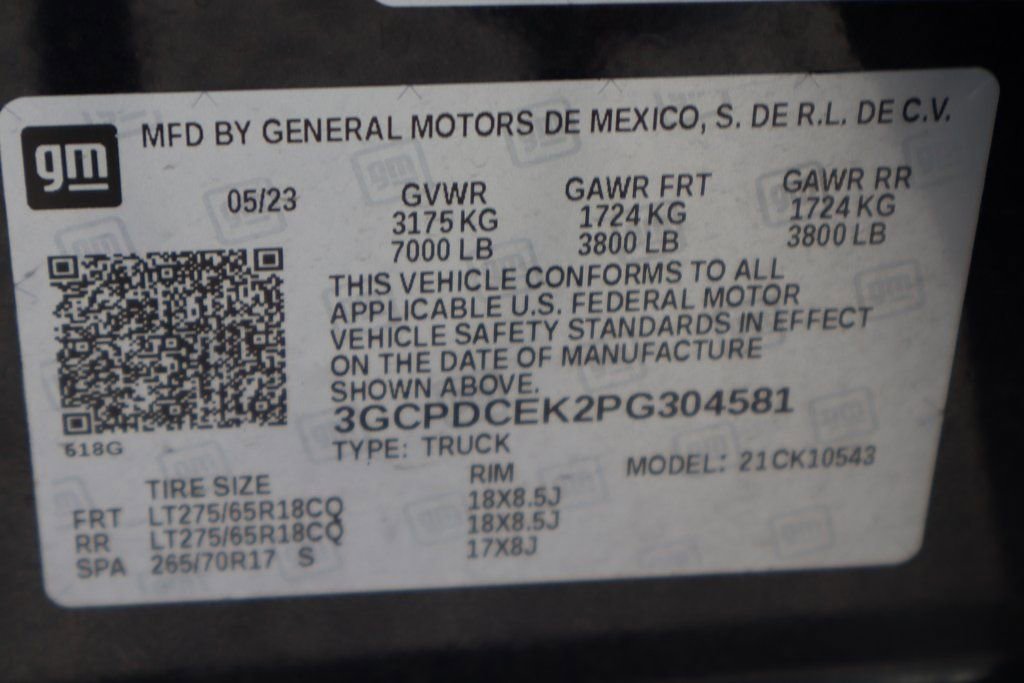 gm
MFD BY GENERAL MOTORS DE MEXICO, S. DE R.L. DE C.V.
05/23 GVWR GAWR FRT GAWR RR
3175 KG 1724 KG 1724 KG
7000 LB 3800 LB 3800 LB
THIS VEHICLE CONFORMS TO ALL
APPLICABLE U.S. FEDERAL MOTOR
VEHICLE SAFETY STANDARDS IN EFFECT
ON THE DATE OF MANUFACTURE
SHOWN ABOVE.
3GCPDCEK2PG304581
618G
TYPE: TRUCK MODEL: 21CK10543
TIRE SIZE RIM
FRT LT275/65R18CQ 18X8.5J
RR LT275/65R18CQ 18X8.5J
SPA 265/70R17 S 17X8J